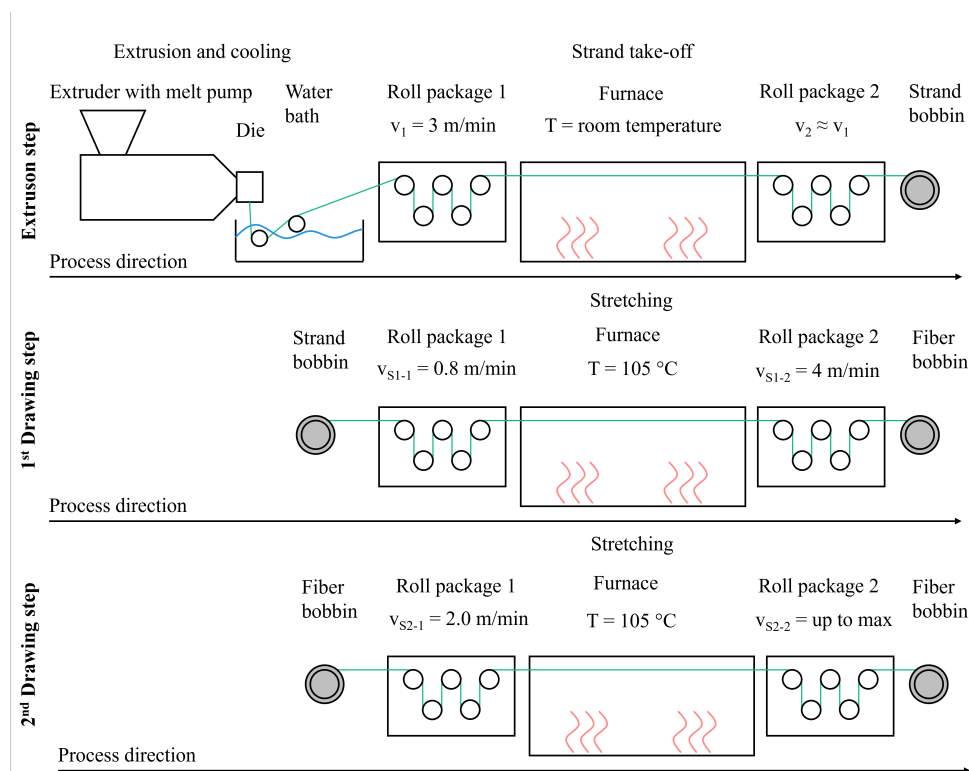 Extrusion and cooling
Strand take-off
Extruder with melt pump
Die
Water
bath
Roll package 1
v1 = 3 m/min
Furnace
T = room temperature
Roll package 2
v2 ≈ v1
Strand
bobbin
Extruson step
Process direction
Stretching
Strand
bobbin
Roll package 1
vS1-1 = 0.8 m/min
Furnace
T = 105 °C
Roll package 2
vS1-2 = 4 m/min
Fiber
bobbin
1st Drawing step
Process direction
Stretching
Fiber
bobbin
Roll package 1
vS2-1 = 2.0 m/min
Furnace
T = 105 °C
Roll package 2
vS2-2 = up to max
Fiber
bobbin
2nd Drawing step
Process direction